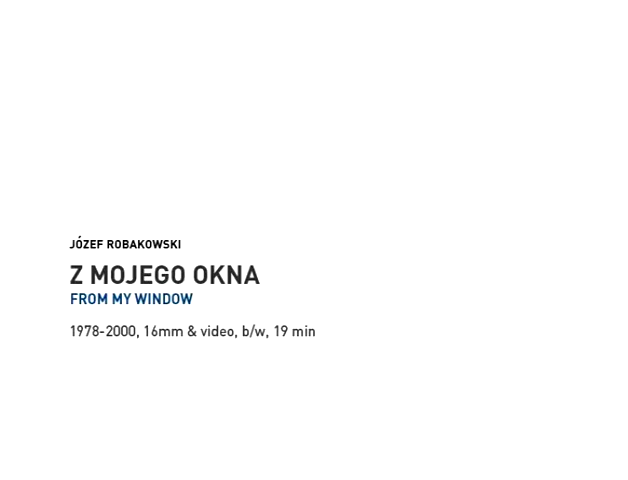 JÓZEF ROBAKOWSKI
Z MOJEGO OKNA
FROM MY WINDOW
1978-2000, 16mm & video, b/w, 19 min